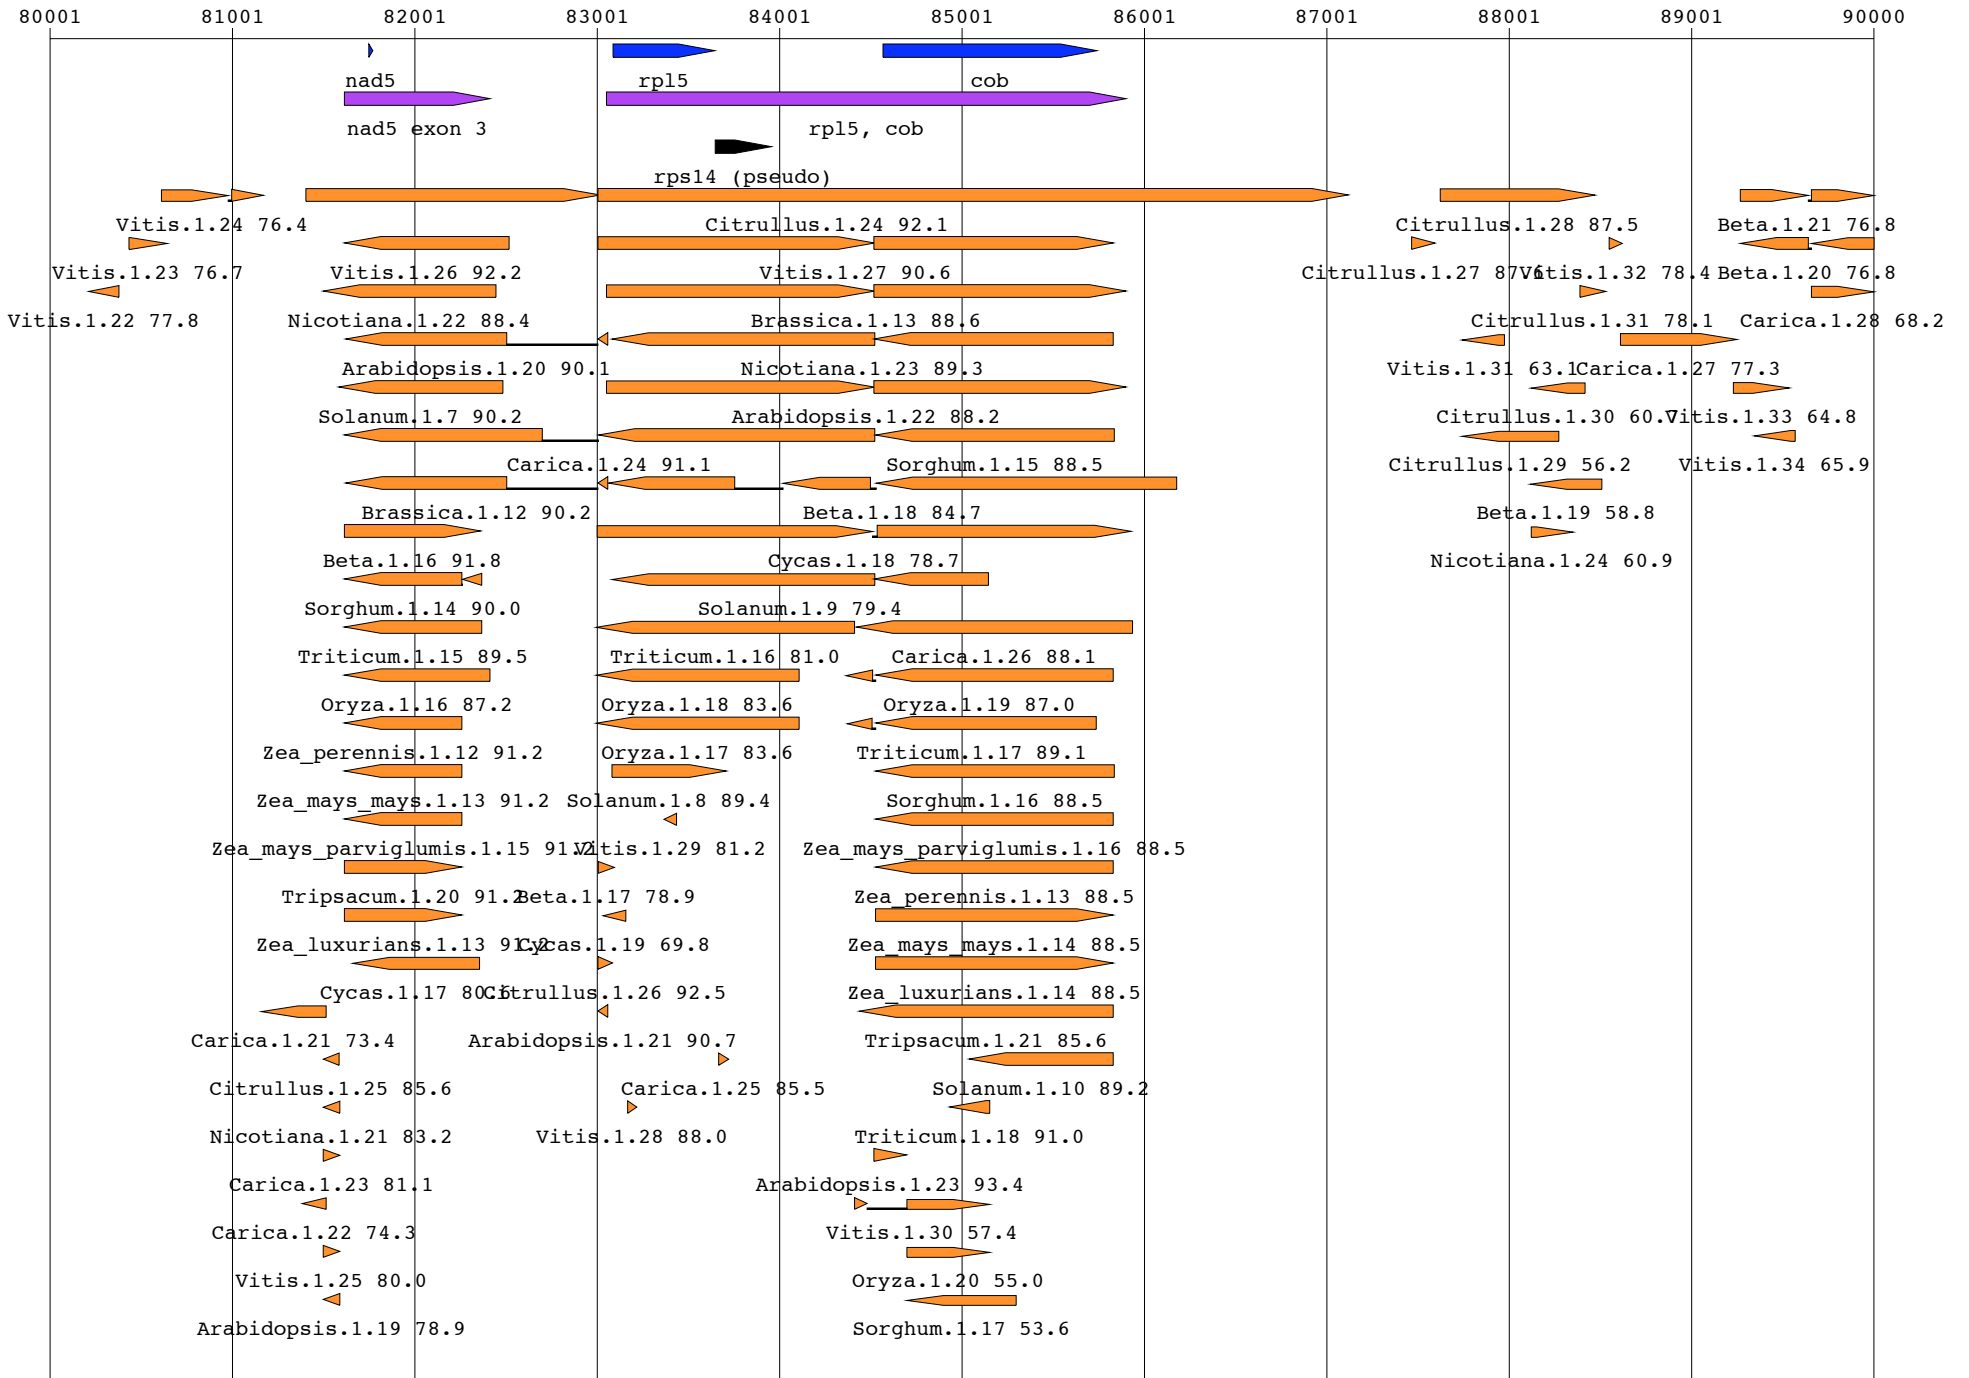 80001 81001 82001 83001 84001 85001 86001 87001 88001 89001 90000
nad5 rpl5 cob
nad5 exon 3 rpl5, cob
rps14 (pseudo)
Vitis.1.24 76.4 Citrullus.1.24 92.1 Citrullus.1.28 87.5 Beta.1.21 76.8
Vitis.1.23 76.7 Vitis.1.26 92.2 Vitis.1.27 90.6 Citrullus.1.27 87.6 Vitis.1.32 78.4 Beta.1.20 76.8
Vitis.1.22 77.8 Nicotiana.1.22 88.4 Brassica.1.13 88.6 Citrullus.1.31 78.1 Carica.1.28 68.2
Arabidopsis.1.20 90.1 Nicotiana.1.23 89.3 Vitis.1.31 63.1 Carica.1.27 77.3
Solanum.1.7 90.2 Arabidopsis.1.22 88.2 Citrullus.1.30 60.7 Vitis.1.33 64.8
Carica.1.24 91.1 Sorghum.1.15 88.5 Citrullus.1.29 56.2 Vitis.1.34 65.9
Brassica.1.12 90.2 Beta.1.18 84.7 Beta.1.19 58.8
Beta.1.16 91.8 Cycas.1.18 78.7 Nicotiana.1.24 60.9
Sorghum.1.14 90.0 Solanum.1.9 79.4
Triticum.1.15 89.5 Triticum.1.16 81.0 Carica.1.26 88.1
Oryza.1.16 87.2 Oryza.1.18 83.6 Oryza.1.19 87.0
Zea_perennis.1.12 91.2 Oryza.1.17 83.6 Triticum.1.17 89.1
Zea_mays_mays.1.13 91.2 Solanum.1.8 89.4 Sorghum.1.16 88.5
Zea_mays_parviglumis.1.15 91.2 Vitis.1.29 81.2 Zea_mays_parviglumis.1.16 88.5
Tripsacum.1.20 91.2 Beta.1.17 78.9 Zea_perennis.1.13 88.5
Zea_luxurians.1.13 91.2 Cycas.1.19 69.8 Zea_mays_mays.1.14 88.5
Cycas.1.17 80.6 Citrullus.1.26 92.5 Zea_luxurians.1.14 88.5
Carica.1.21 73.4 Arabidopsis.1.21 90.7 Tripsacum.1.21 85.6
Citrullus.1.25 85.6 Carica.1.25 85.5 Solanum.1.10 89.2
Nicotiana.1.21 83.2 Vitis.1.28 88.0 Triticum.1.18 91.0
Carica.1.23 81.1 Arabidopsis.1.23 93.4
Carica.1.22 74.3 Vitis.1.30 57.4
Vitis.1.25 80.0 Oryza.1.20 55.0
Arabidopsis.1.19 78.9 Sorghum.1.17 53.6